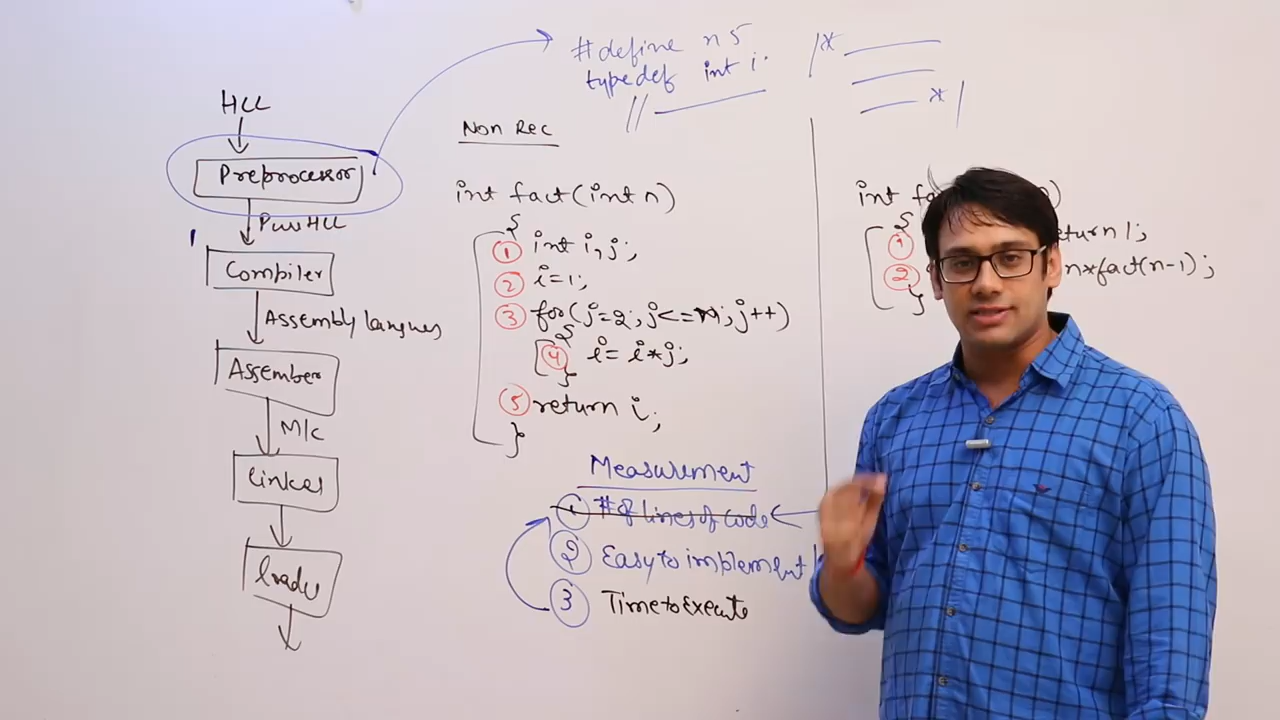 #define n 5
typedef int i.
//
/*
*/
HLL
Preprocessor
Pure HLL
Compiler
Assembly langues
Assembler
M/C
Linker
Loader
Non Rec
int fact(int n)
{
① int i, j;
② i=1;
③ for(j=2; j<=n; j++)
{
④ i= i*j;
}
⑤ return i;
}
int fa
{
① return 1;
② n*fact(n-1);
}
Measurement
① # of lines of code
② Easy to implement
③ Time to Execute